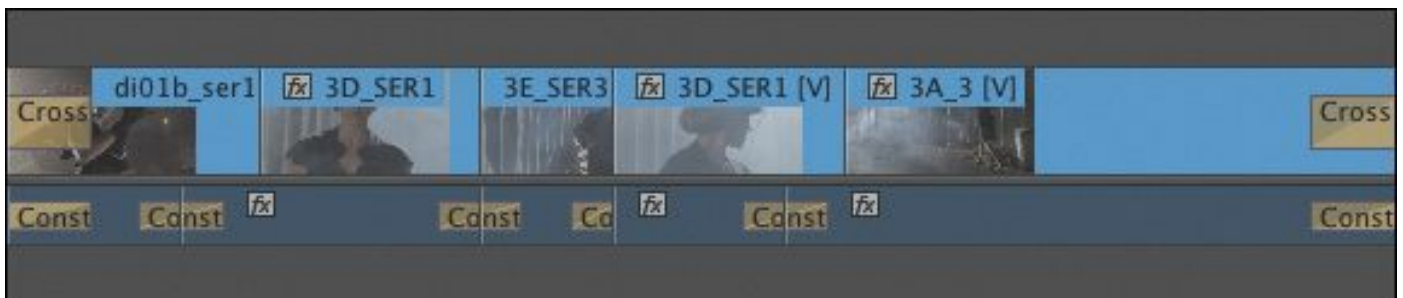 di01b_ser1 fx 3D_SER1 3E_SER3 fx 3D_SER1 [V] fx 3A_3 [V]
Cross Cross
fx fx fx
Const Const Const Co Const Const